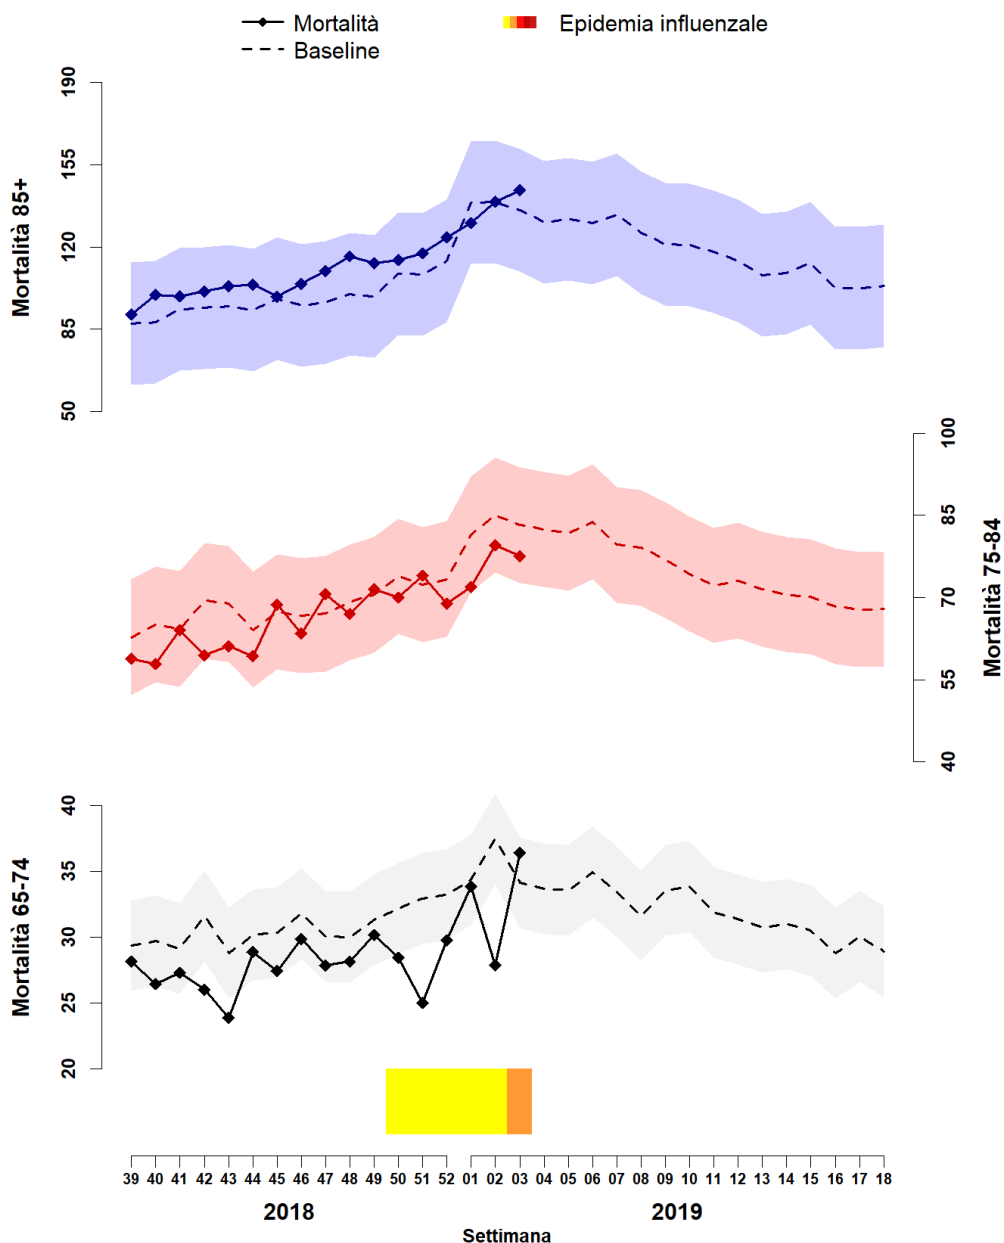 Mortalità
Epidemia influenzale
Baseline
Mortalità 85+
190
155
120
85
50
Mortalità 75-84
100
85
70
55
40
Mortalità 65-74
40
35
30
25
20
39 40 41 42 43 44 45 46 47 48 49 50 51 52 01 02 03 04 05 06 07 08 09 10 11 12 13 14 15 16 17 18
2018 2019
Settimana